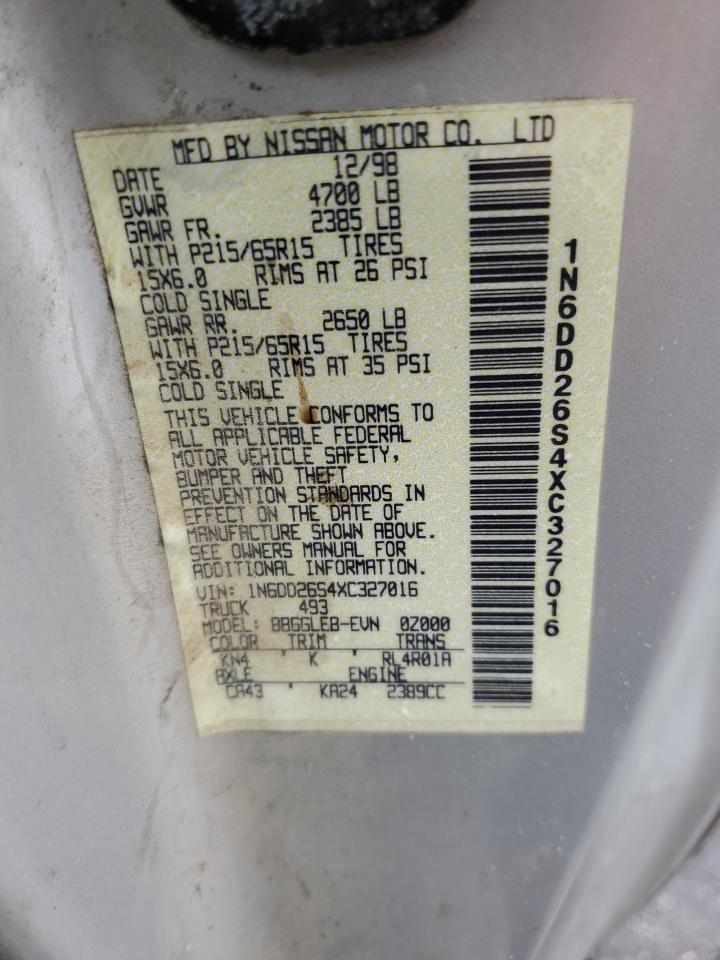 MFD BY NISSAN MOTOR CO. LTD
DATE 12/98
GVWR 4700 LB
GAWR FR. 2385 LB
WITH P215/65R15 TIRES
15X6.0 RIMS AT 26 PSI
COLD SINGLE
GAWR RR. 2650 LB
WITH P215/65R15 TIRES
15X6.0 RIMS AT 35 PSI
COLD SINGLE
THIS VEHICLE CONFORMS TO
ALL APPLICABLE FEDERAL
MOTOR VEHICLE SAFETY,
BUMPER AND THEFT
PREVENTION STANDARDS IN
EFFECT ON THE DATE OF
MANUFACTURE SHOWN ABOVE.
SEE OWNERS MANUAL FOR
ADDITIONAL INFORMATION.
VIN: 1N6DD26S4XC327016
TRUCK 493
MODEL: BBGGLEB-EVN 0Z000
COLOR TRIM TRANS
KN4 ' K ' RL4R01A
AXLE ENGINE
CA43 ' KA24 2389CC
1N6DD26S4XC327016